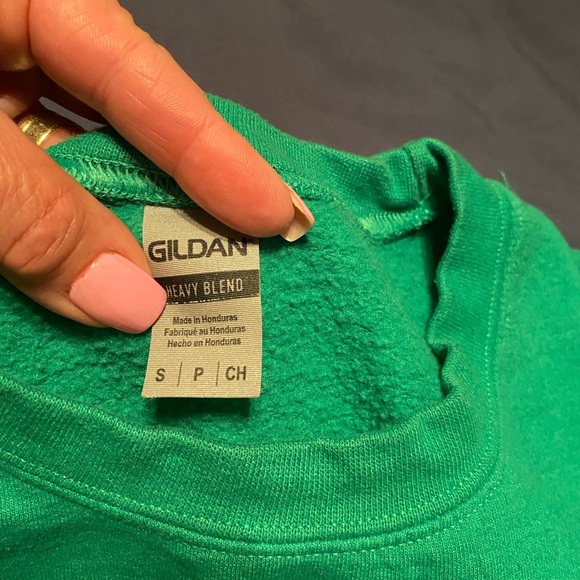 GILDAN
HEAVY BLEND
Made in Honduras
Fabriqué au Honduras
Hecho en Honduras
S | P | CH